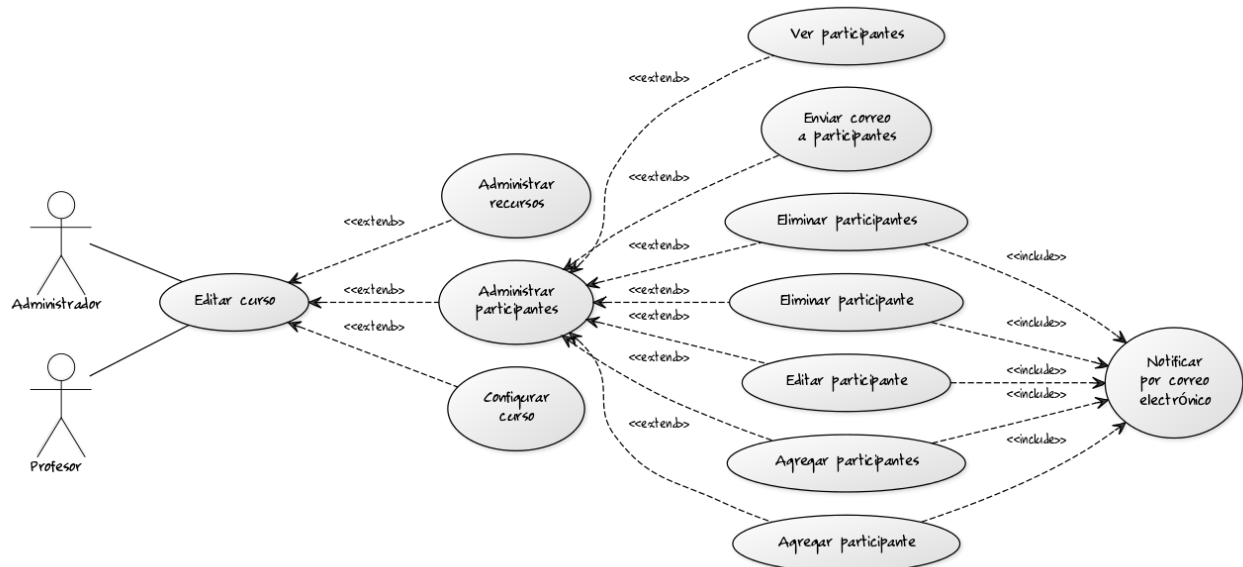 Ver participantes
<<extend>>
Enviar correo
a participantes
<<extend>>
Administrar
recursos
<<extend>>
Eliminar participantes
<<extend>>
<<include>>
Administrador
Editar curso
<<extend>>
Administrar
participantes
<<extend>>
Eliminar participante
<<include>>
<<extend>>
<<extend>>
Editar participante
<<include>>
Notificar
por correo
electrónico
Profesor
Configurar
curso
<<extend>>
<<include>>
Agregar participantes
<<extend>>
<<include>>
Agregar participante